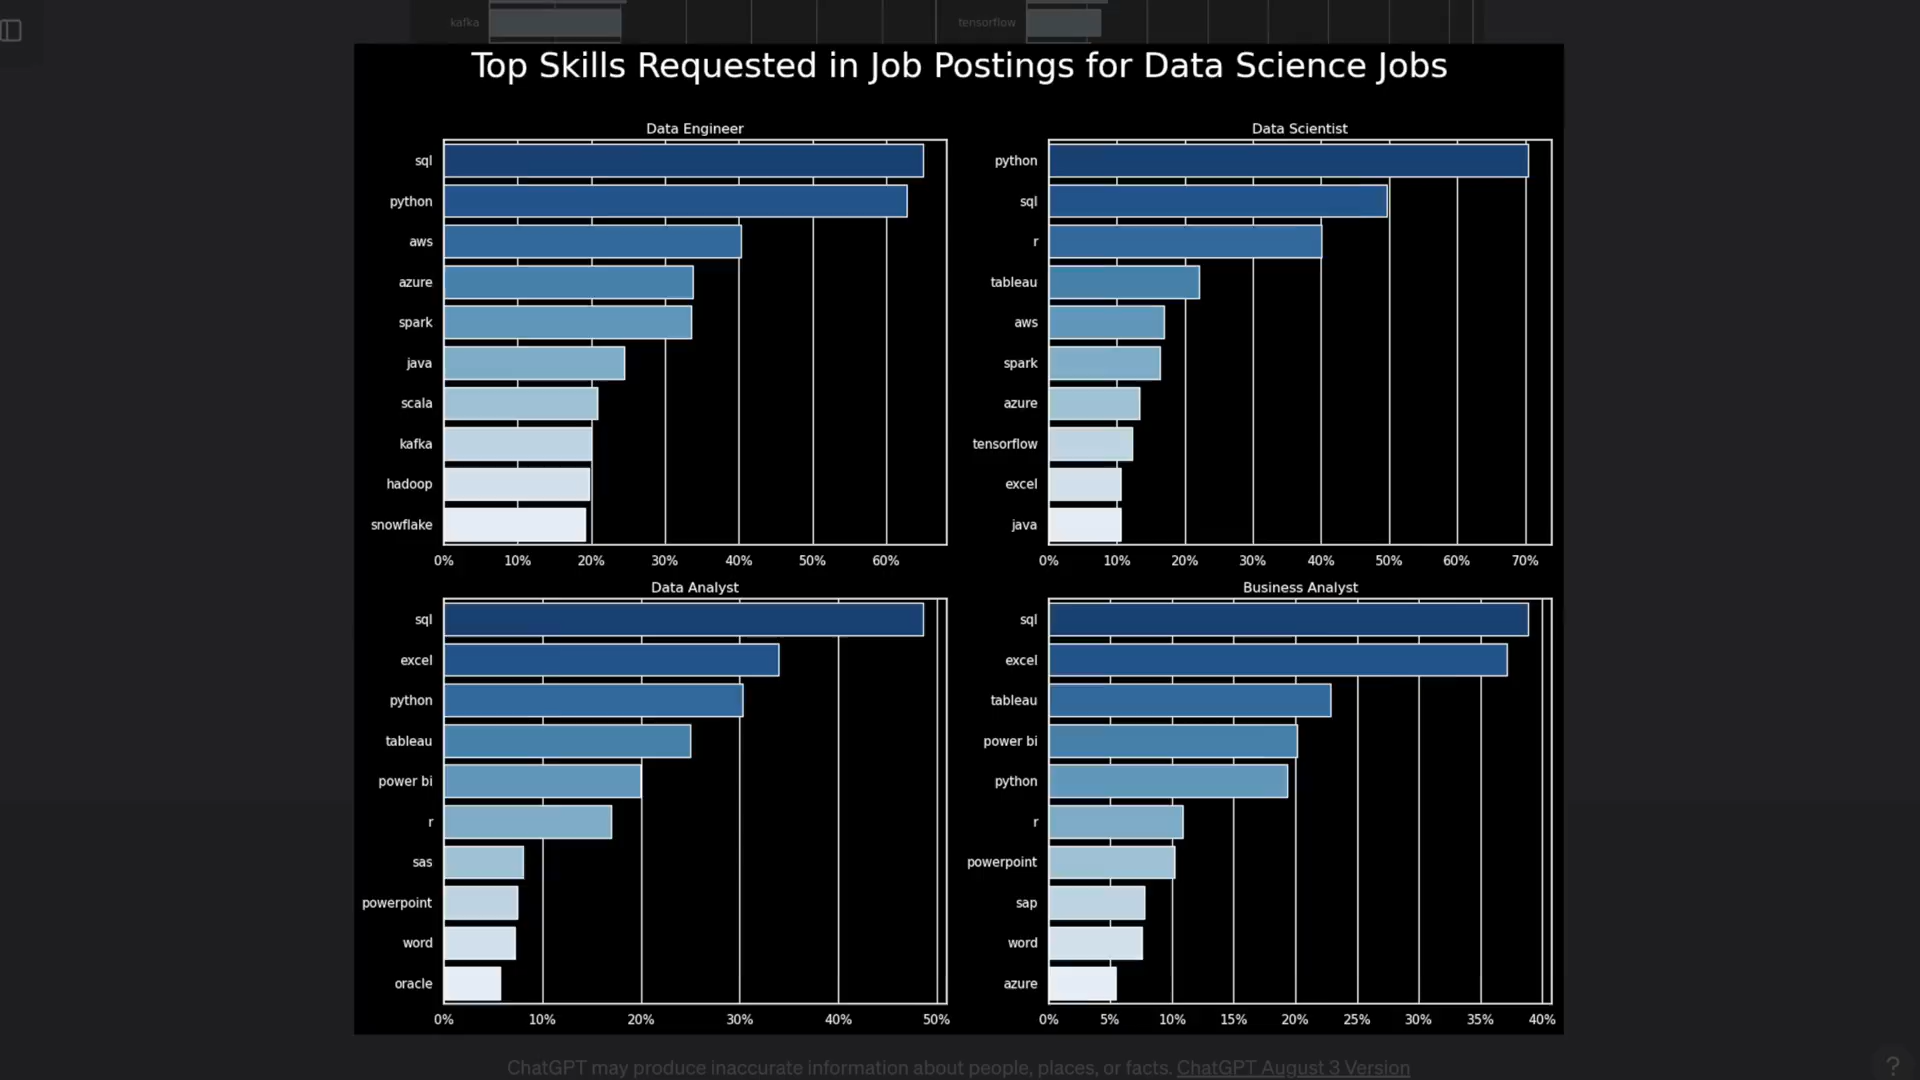 kafka
tensorflow
Top Skills Requested in Job Postings for Data Science Jobs
Data Engineer
sql
python
aws
azure
spark
java
scala
kafka
hadoop
snowflake
0% 10% 20% 30% 40% 50% 60%
Data Scientist
python
sql
r
tableau
aws
spark
azure
tensorflow
excel
java
0% 10% 20% 30% 40% 50% 60% 70%
Data Analyst
sql
excel
python
tableau
power bi
r
sas
powerpoint
word
oracle
0% 10% 20% 30% 40% 50%
Business Analyst
sql
excel
tableau
power bi
python
r
powerpoint
sap
word
azure
0% 5% 10% 15% 20% 25% 30% 35% 40%
ChatGPT may produce inaccurate information about people, places, or facts. ChatGPT August 3 Version
?